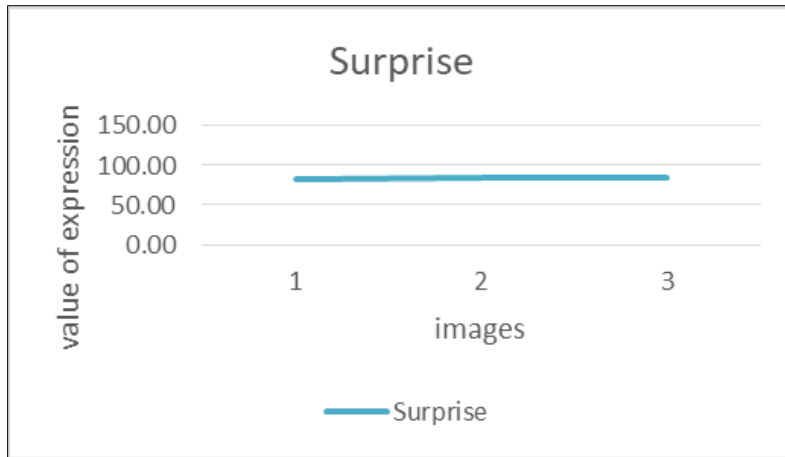 Surprise
value of expression
150.00
100.00
50.00
0.00
1 2 3
images
Surprise